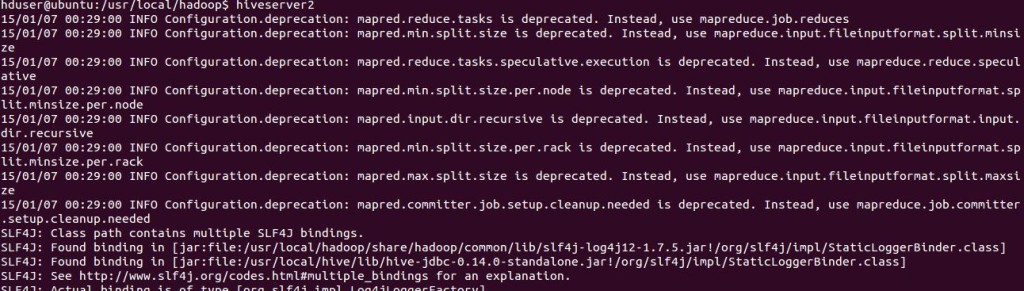 hduser@ubuntu:/usr/local/hadoop$ hiveserver2
15/01/07 00:29:00 INFO Configuration.deprecation: mapred.reduce.tasks is deprecated. Instead, use mapreduce.job.reduces
15/01/07 00:29:00 INFO Configuration.deprecation: mapred.min.split.size is deprecated. Instead, use mapreduce.input.fileinputformat.split.minsi
ze
15/01/07 00:29:00 INFO Configuration.deprecation: mapred.reduce.tasks.speculative.execution is deprecated. Instead, use mapreduce.reduce.specul
ative
15/01/07 00:29:00 INFO Configuration.deprecation: mapred.min.split.size.per.node is deprecated. Instead, use mapreduce.input.fileinputformat.sp
lit.minsize.per.node
15/01/07 00:29:00 INFO Configuration.deprecation: mapred.input.dir.recursive is deprecated. Instead, use mapreduce.input.fileinputformat.input.
dir.recursive
15/01/07 00:29:00 INFO Configuration.deprecation: mapred.min.split.size.per.rack is deprecated. Instead, use mapreduce.input.fileinputformat.sp
lit.minsize.per.rack
15/01/07 00:29:00 INFO Configuration.deprecation: mapred.max.split.size is deprecated. Instead, use mapreduce.input.fileinputformat.split.maxsi
ze
15/01/07 00:29:00 INFO Configuration.deprecation: mapred.committer.job.setup.cleanup.needed is deprecated. Instead, use mapreduce.job.committer
.setup.cleanup.needed
SLF4J: Class path contains multiple SLF4J bindings.
SLF4J: Found binding in [jar:file:/usr/local/hadoop/share/hadoop/common/lib/slf4j-log4j12-1.7.5.jar!/org/slf4j/impl/StaticLoggerBinder.class]
SLF4J: Found binding in [jar:file:/usr/local/hive/lib/hive-jdbc-0.14.0-standalone.jar!/org/slf4j/impl/StaticLoggerBinder.class]
SLF4J: See http://www.slf4j.org/codes.html#multiple_bindings for an explanation.
SLF4J: Actual binding is of type [org.slf4j.impl.Log4jLoggerFactory]